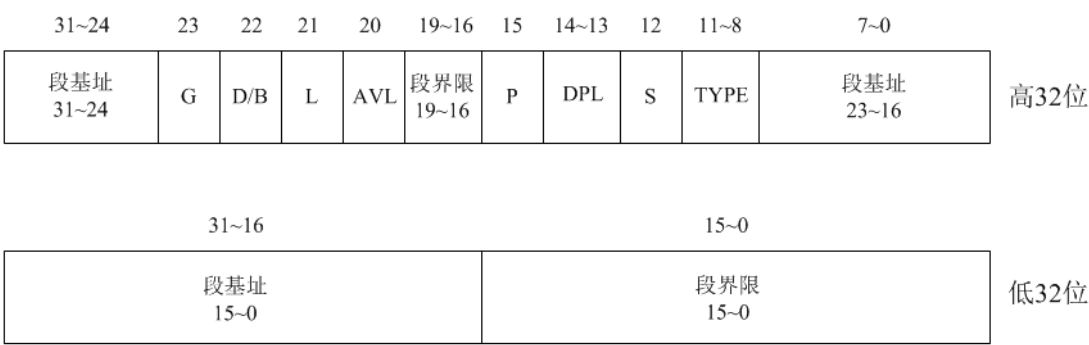 31~24 23 22 21 20 19~16 15 14~13 12 11~8 7~0
段基址
31~24
G
D/B
L
AVL
段界限
19~16
P
DPL
S
TYPE
段基址
23~16
高32位
31~16 15~0
段基址
15~0
段界限
15~0
低32位